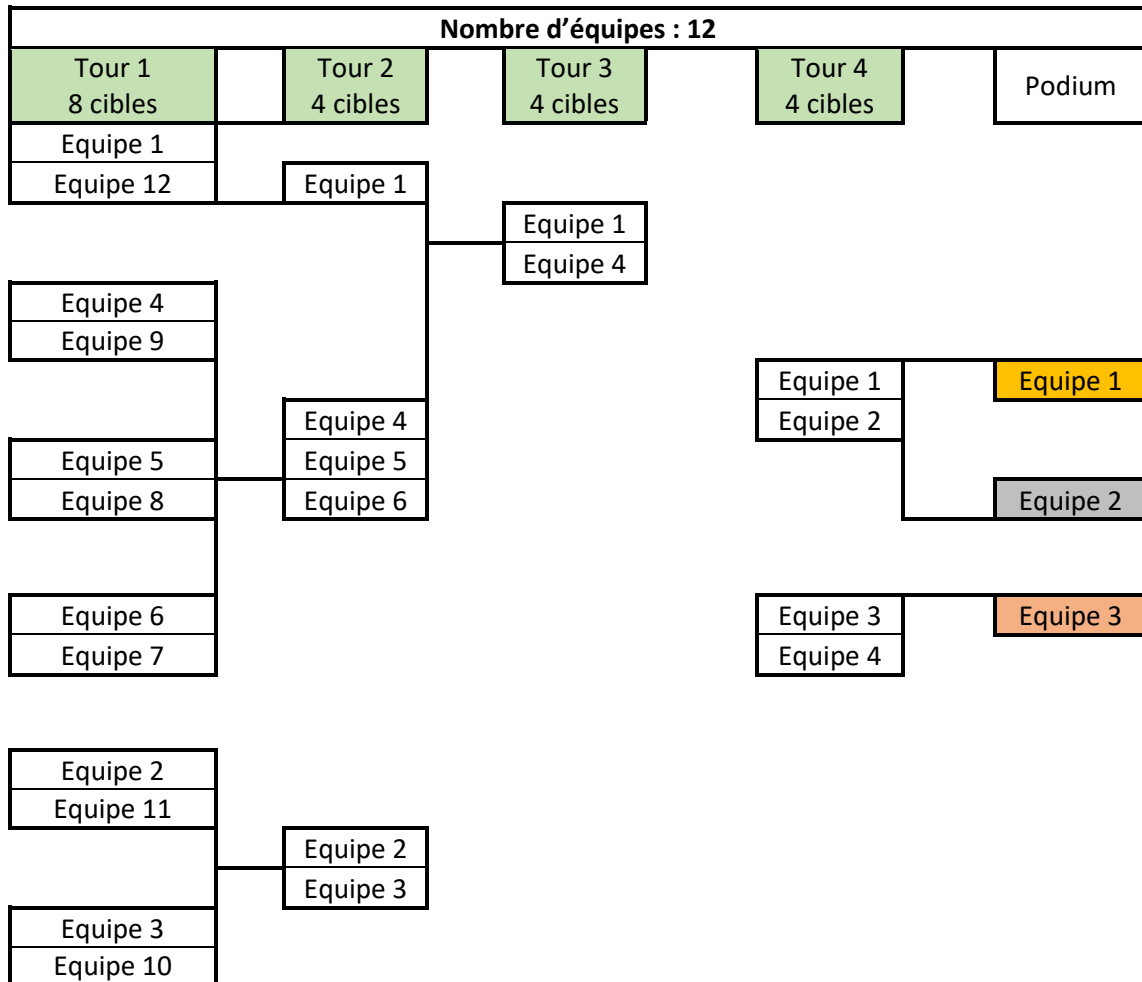 Nombre d’équipes : 12
Tour 1
8 cibles
Tour 2
4 cibles
Tour 3
4 cibles
Tour 4
4 cibles
Podium
Equipe 1
Equipe 12
Equipe 1
Equipe 1
Equipe 4
Equipe 4
Equipe 9
Equipe 1
Equipe 1
Equipe 4
Equipe 2
Equipe 5
Equipe 5
Equipe 8
Equipe 6
Equipe 2
Equipe 6
Equipe 3
Equipe 3
Equipe 7
Equipe 4
Equipe 2
Equipe 11
Equipe 2
Equipe 3
Equipe 3
Equipe 10